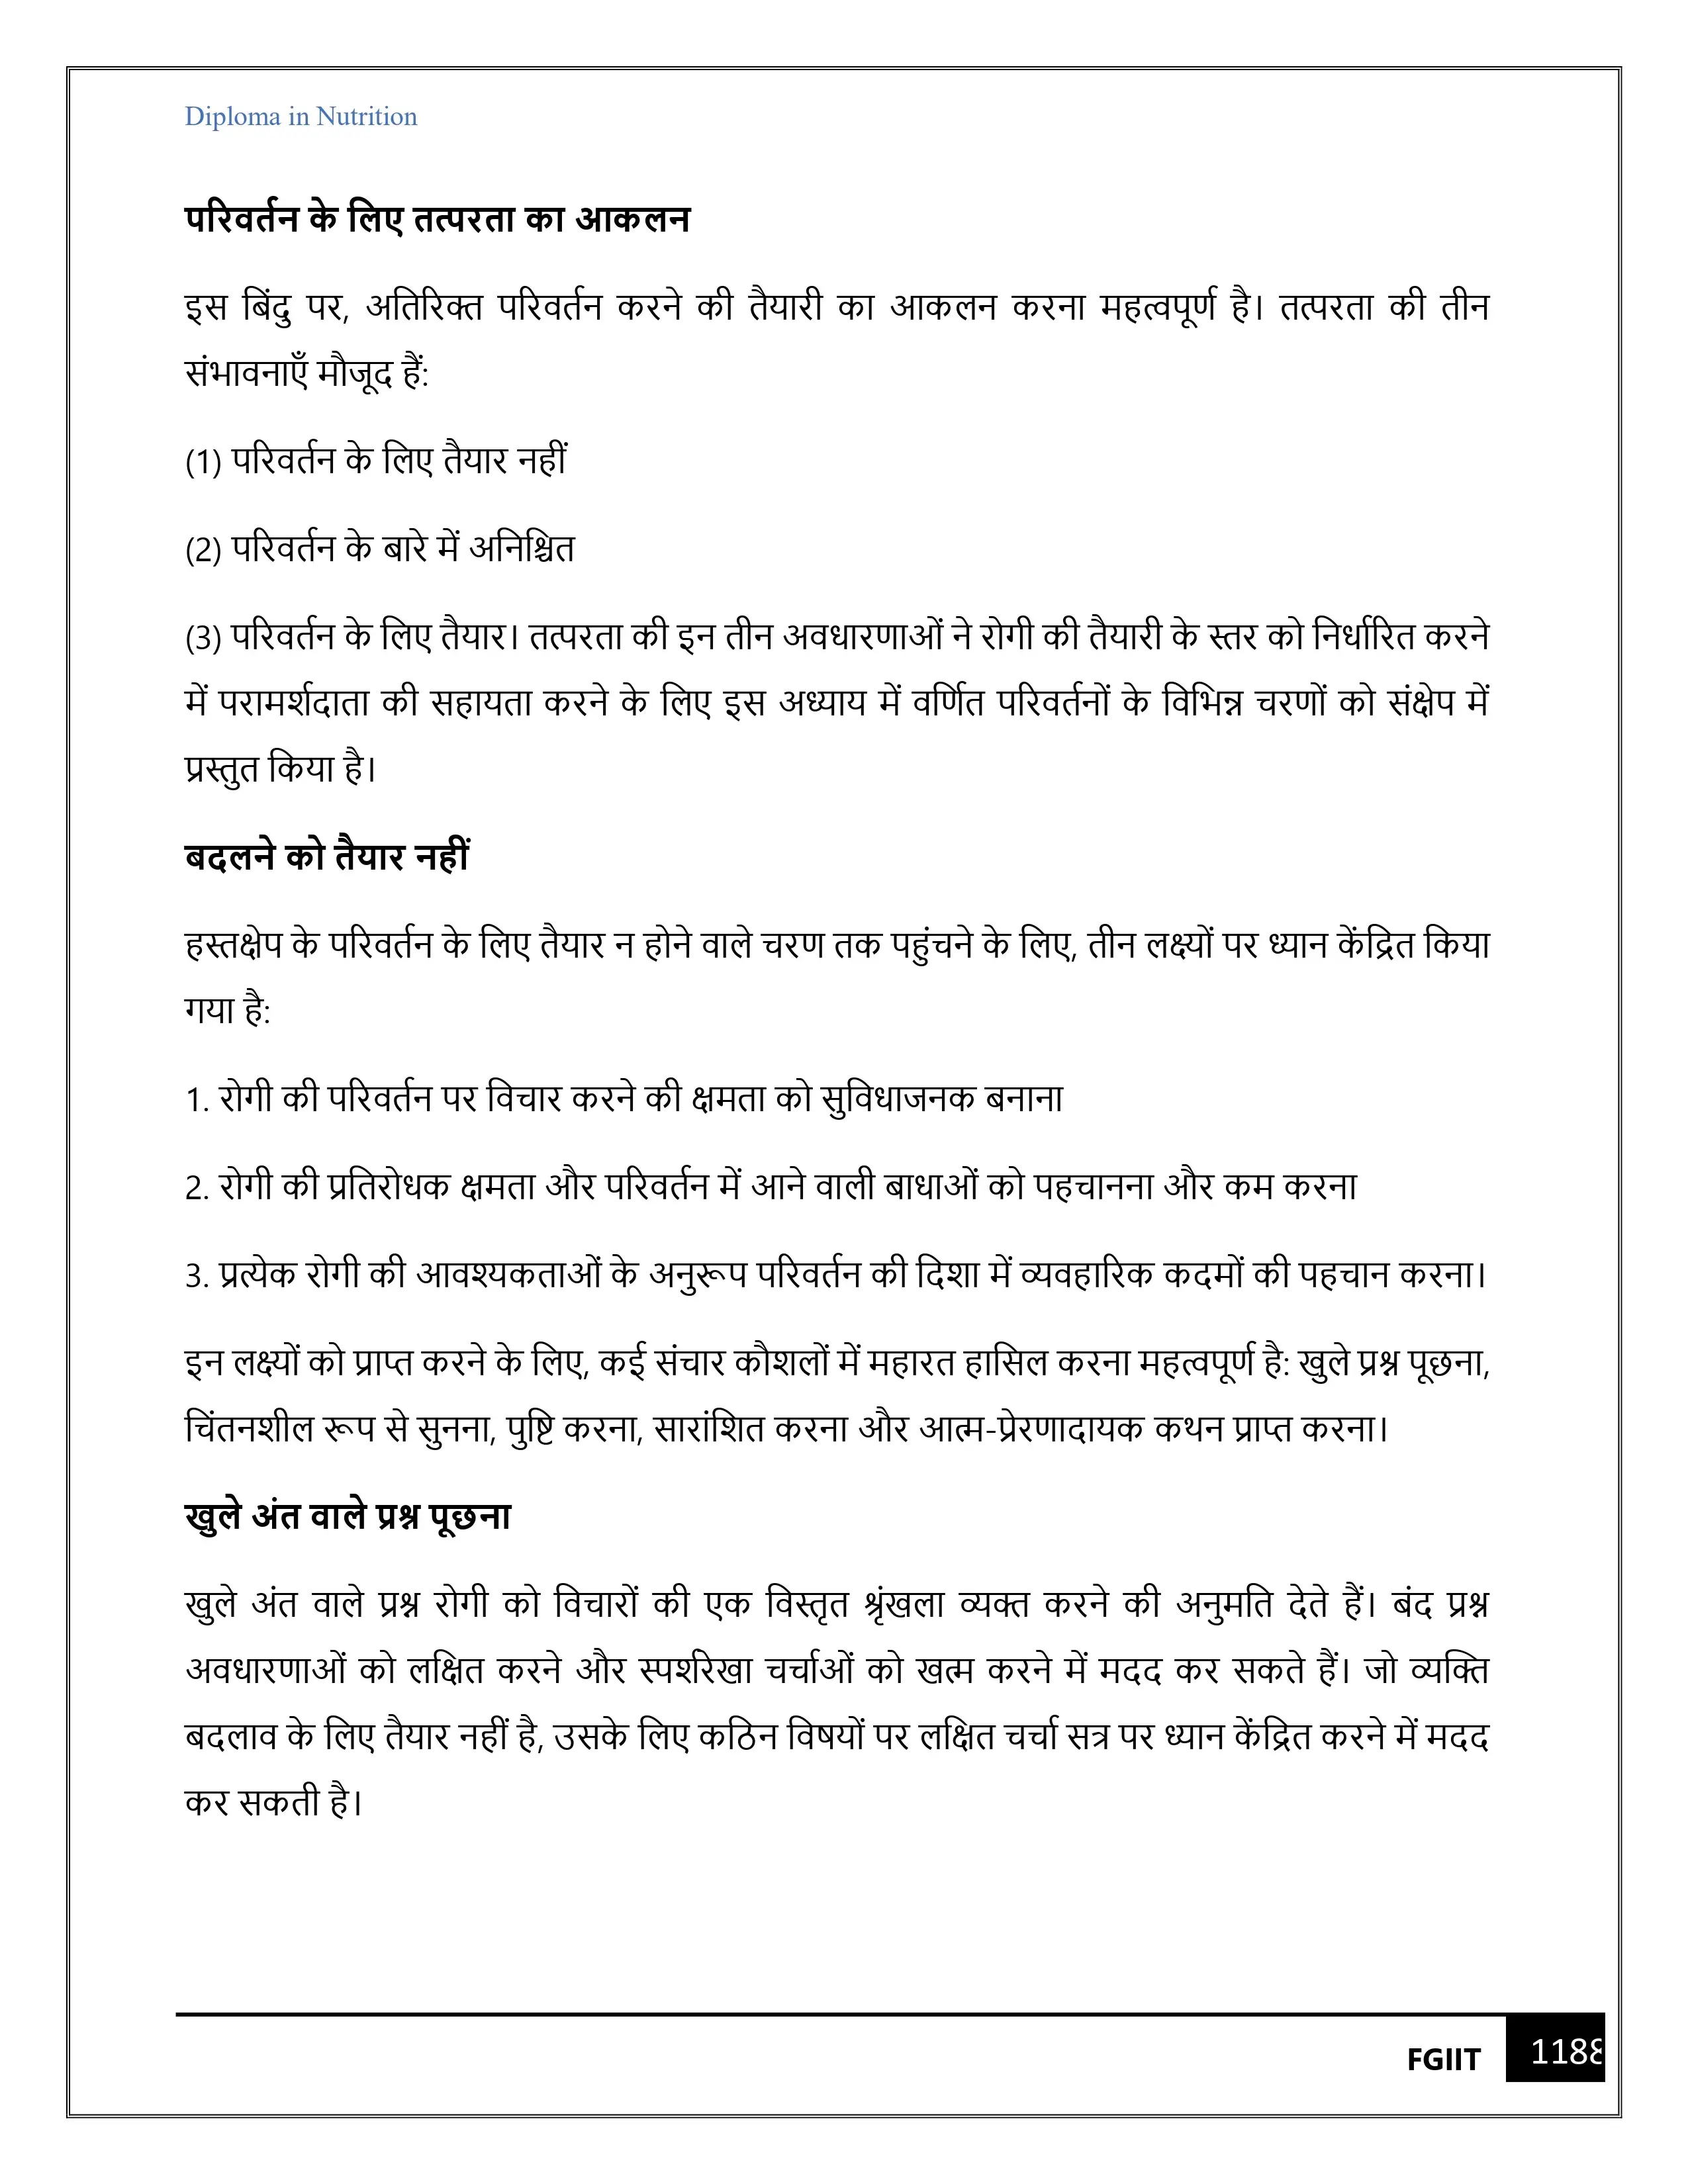 Diploma in Nutrition
परिवर्तन के लिए तत्परता का आकलन
इस बिंदु पर, अतिरिक्त परिवर्तन करने की तैयारी का आकलन करना महत्वपूर्ण है। तत्परता की तीन
संभावनाएँ मौजूद हैं:
(1) परिवर्तन के लिए तैयार नहीं
(2) परिवर्तन के बारे में अनिश्चित
(3) परिवर्तन के लिए तैयार। तत्परता की इन तीन अवधारणाओं ने रोगी की तैयारी के स्तर को निर्धारित करने
में परामर्शदाता की सहायता करने के लिए इस अध्याय में वर्णित परिवर्तनों के विभिन्न चरणों को संक्षेप में
प्रस्तुत किया है।
बदलने को तैयार नहीं
हस्तक्षेप के परिवर्तन के लिए तैयार न होने वाले चरण तक पहुंचने के लिए, तीन लक्ष्यों पर ध्यान केंद्रित किया
गया है:
1. रोगी की परिवर्तन पर विचार करने की क्षमता को सुविधाजनक बनाना
2. रोगी की प्रतिरोधक क्षमता और परिवर्तन में आने वाली बाधाओं को पहचानना और कम करना
3. प्रत्येक रोगी की आवश्यकताओं के अनुरूप परिवर्तन की दिशा में व्यवहारिक कदमों की पहचान करना।
इन लक्ष्यों को प्राप्त करने के लिए, कई संचार कौशलों में महारत हासिल करना महत्वपूर्ण है: खुले प्रश्न पूछना,
चिंतनशील रूप से सुनना, पुष्टि करना, सारांशित करना और आत्म-प्रेरणादायक कथन प्राप्त करना।
खुले अंत वाले प्रश्न पूछना
खुले अंत वाले प्रश्न रोगी को विचारों की एक विस्तृत श्रृंखला व्यक्त करने की अनुमति देते हैं। बंद प्रश्न
अवधारणाओं को लक्षित करने और स्पर्शरेखा चर्चाओं को खत्म करने में मदद कर सकते हैं। जो व्यक्ति
बदलाव के लिए तैयार नहीं है, उसके लिए कठिन विषयों पर लक्षित चर्चा सत्र पर ध्यान केंद्रित करने में मदद
कर सकती है।
FGIIT 1188